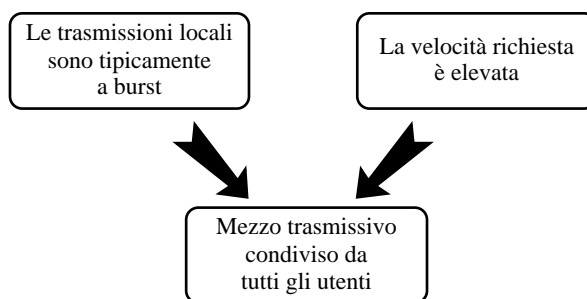 Le trasmissioni locali
sono tipicamente
a burst
La velocità richiesta
è elevata
Mezzo trasmissivo
condiviso da
tutti gli utenti